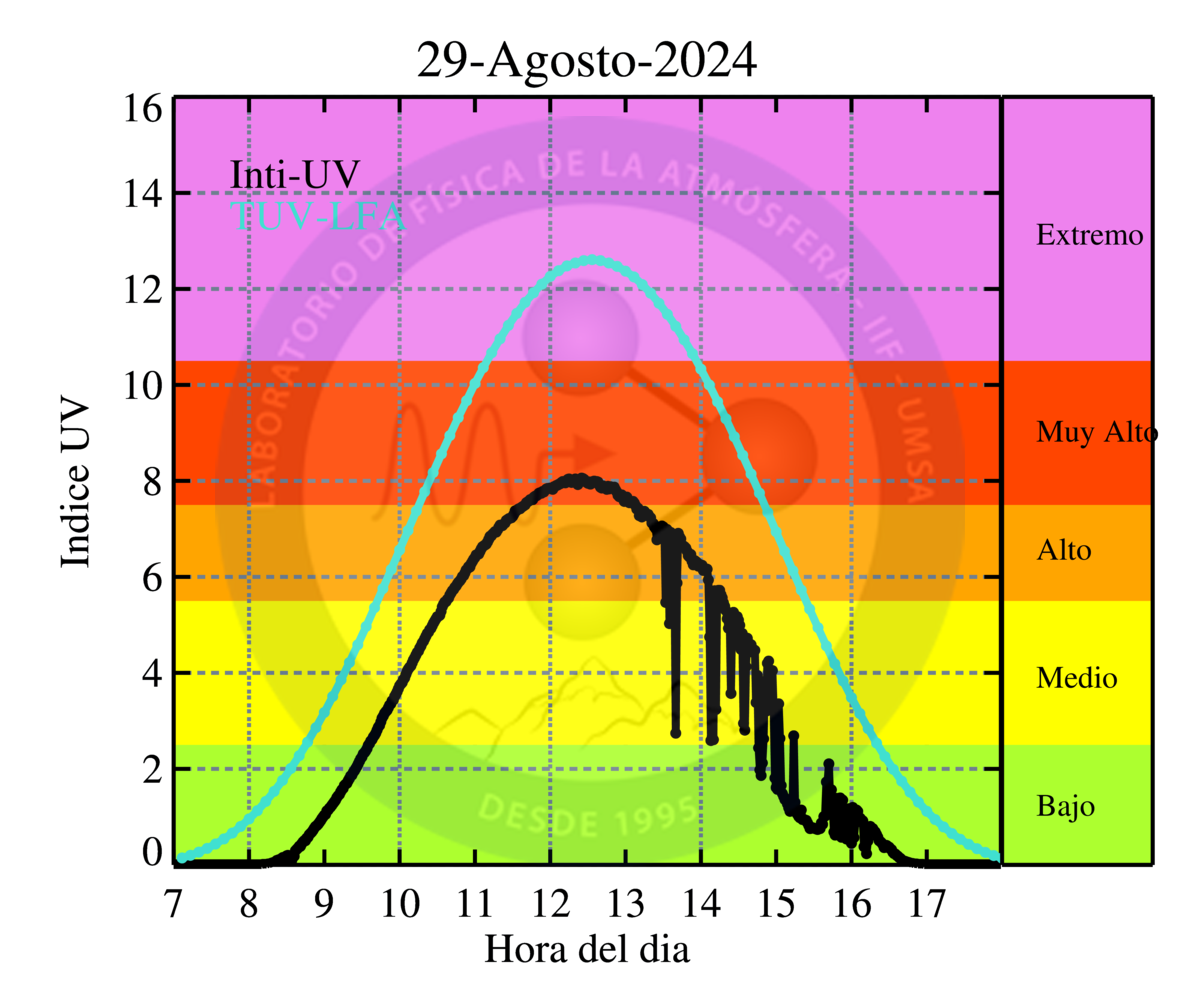 29-Agosto-2024
16
14
12
10
8
6
4
2
0
Indice UV
Inti-UV
TUV-LFA
LABORATORIO DE FÍSICA DE LA ATMÓSFERA - IIF - UMSA
DESDE 1995
Extremo
Muy Alto
Alto
Medio
Bajo
7 8 9 10 11 12 13 14 15 16 17
Hora del dia